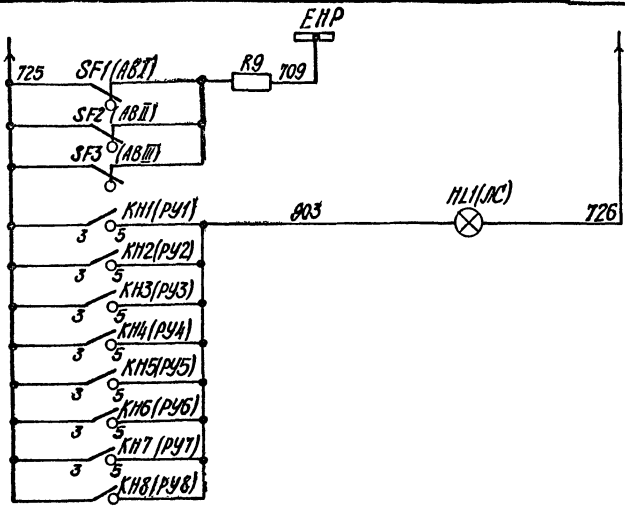 ЕНР
725 SF1(АВI) R9 709
SF2 (АВII)
SF3 (АВIII)
КН1(РУ1) 903 HL1(ЛС) 726
3 5
КН2(РУ2)
3 5
КН3(РУ3)
3 5
КН4(РУ4)
3 5
КН5(РУ5)
3 5
КН6(РУ6)
3 5
КН7(РУ7)
3 5
КН8(РУ8)